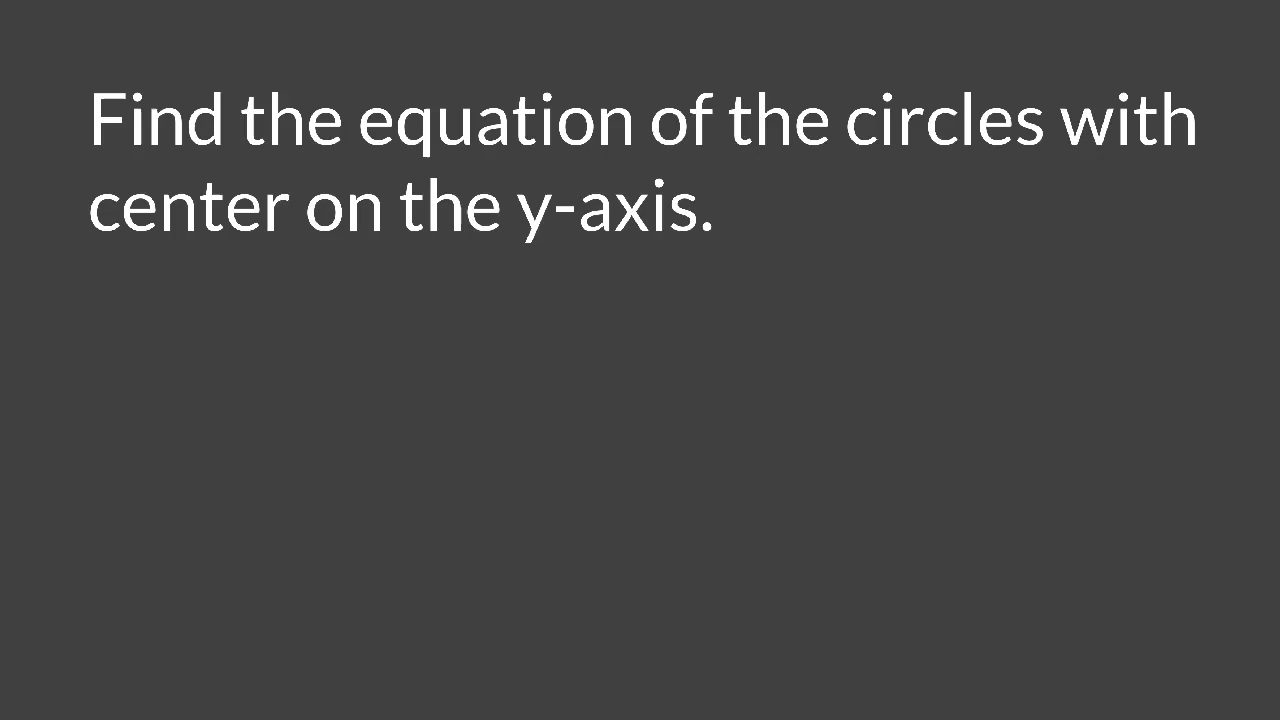 Find the equation of the circles with
center on the y-axis.